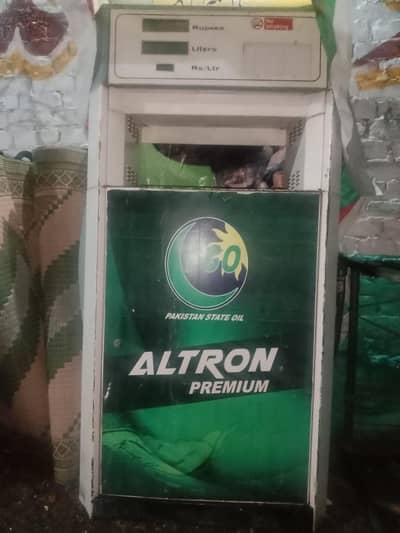 Rupees
Liters
Rs/Ltr
GO
PAKISTAN STATE OIL
ALTRON
PREMIUM